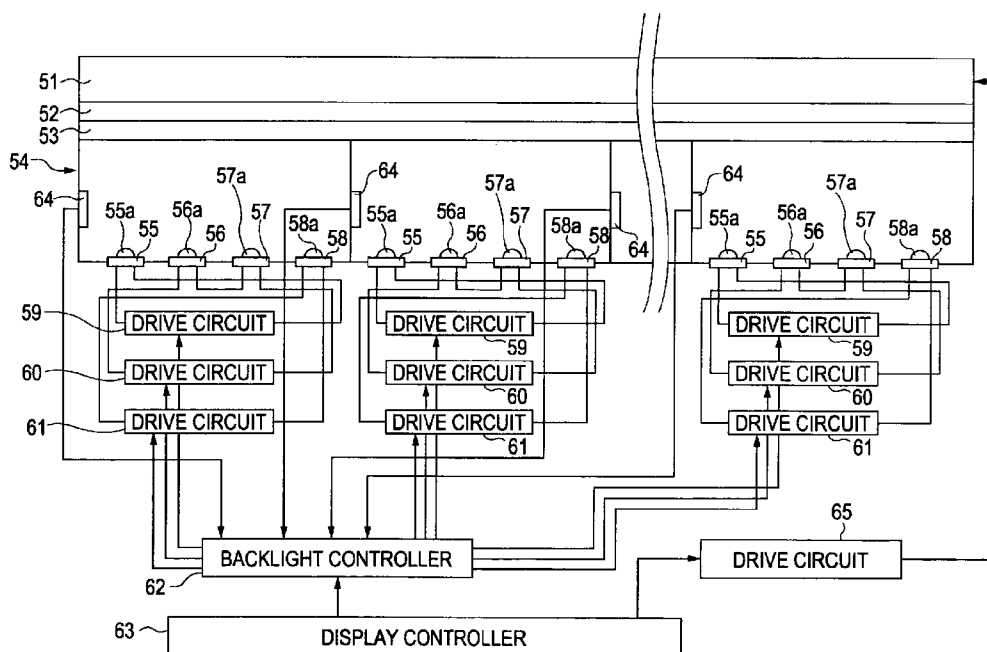 51
52
53
54
64
64
64
64
55a
55
56a
56
57a
57
58a
58
55a
55
56a
56
57a
57
58a
58
55a
55
56a
56
57a
58a
57
58
59
DRIVE CIRCUIT
DRIVE CIRCUIT
59
DRIVE CIRCUIT
59
60
DRIVE CIRCUIT
DRIVE CIRCUIT
60
DRIVE CIRCUIT
60
61
DRIVE CIRCUIT
DRIVE CIRCUIT
61
DRIVE CIRCUIT
61
65
BACKLIGHT CONTROLLER
62
DRIVE CIRCUIT
63
DISPLAY CONTROLLER